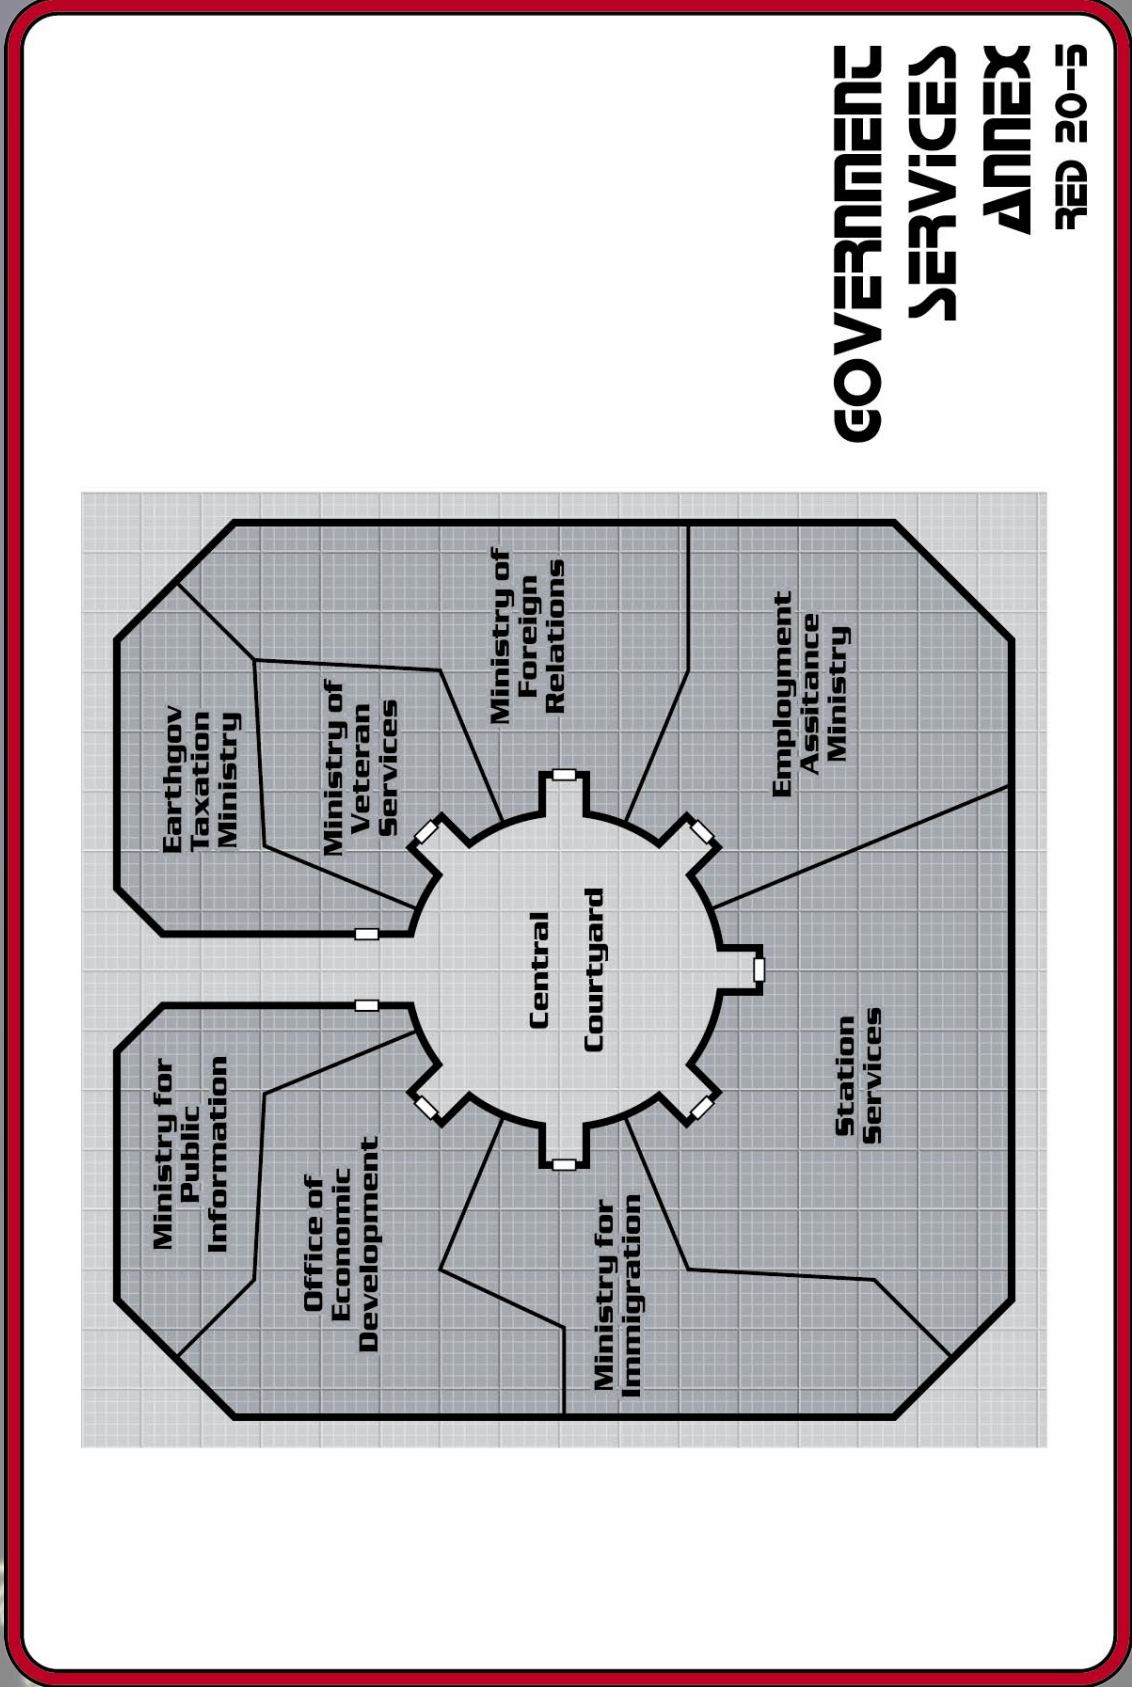 GOVERNMENT
SERViCES
ANNEX
RED 20-5
Earthgov
Taxation
Ministry
Ministry of
Veteran
Services
Ministry of
Foreign
Relations
Employment
Assitance
Ministry
Central
Courtyard
Station
Services
Ministry for
Public
Information
Office of
Economic
Development
Ministry for
Immigration